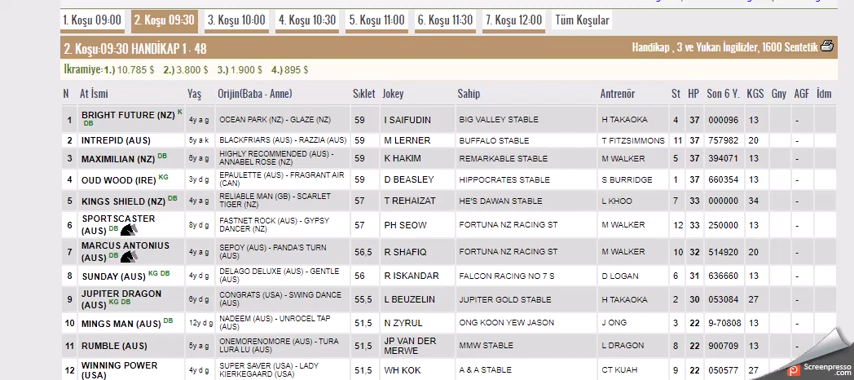 1. Koşu 09:00 2. Koşu 09:30 3. Koşu 10:00 4. Koşu 10:30 5. Koşu 11:00 6. Koşu 11:30 7. Koşu 12:00 Tüm Koşular
2. Koşu:09:30 HANDİKAP 1 - 48 Handikap , 3 ve Yukarı İngilizler, 1600 Sentetik
İkramiye:1.) 10.785 $ 2.) 3.800 $ 3.) 1.900 $ 4.) 895 $
N At İsmi Yaş Orijin(Baba - Anne) Sıklet Jokey Sahip Antrenör St HP Son 6 Y. KGS Gny AGF İdm
1 BRIGHT FUTURE (NZ) K DB 4y a g OCEAN PARK (NZ) - GLAZE (NZ) 59 I SAIFUDIN BIG VALLEY STABLE H TAKAOKA 4 37 000096 13 -
2 INTREPID (AUS) 5y a k BLACKFRIARS (AUS) - RAZZIA (AUS) 59 M LERNER BUFFALO STABLE T FITZSIMMONS 11 37 757982 20 -
3 MAXIMILIAN (NZ) DB 6y a g HIGHLY RECOMMENDED (AUS) - ANNABEL ROSE (NZ) 59 K HAKIM REMARKABLE STABLE M WALKER 5 37 394071 13 -
4 OUD WOOD (IRE) KG 3y d g EPAULETTE (AUS) - FRAGRANT AIR (CAN) 59 D BEASLEY HIPPOCRATES STABLE S BURRIDGE 1 37 660354 13 -
5 KINGS SHIELD (NZ) DB 4y a g RELIABLE MAN (GB) - SCARLET TIGER (NZ) 57 T REHAIZAT HE'S DAWAN STABLE L KHOO 7 33 000000 34 -
6 SPORTSCASTER (AUS) DB 8y d g FASTNET ROCK (AUS) - GYPSY DANCER (NZ) 57 PH SEOW FORTUNA NZ RACING ST M WALKER 12 33 250000 13 -
7 MARCUS ANTONIUS (AUS) DB 4y a g SEPOY (AUS) - PANDA'S TURN (AUS) 56,5 R SHAFIQ FORTUNA NZ RACING ST M WALKER 10 32 514920 20 -
8 SUNDAY (AUS) KG DB 4y d g DELAGO DELUXE (AUS) - GENTLE (AUS) 56 R ISKANDAR FALCON RACING NO 7 S D LOGAN 6 31 636660 13 -
9 JUPITER DRAGON (AUS) KG DB 6y d g CONGRATS (USA) - SWING DANCE (AUS) 55,5 L BEUZELIN JUPITER GOLD STABLE H TAKAOKA 2 30 053084 27 -
10 MINGS MAN (AUS) DB 12y d g NADEEM (AUS) - UNROCEL TAP (AUS) 51,5 N ZYRUL ONG KOON YEW JASON J ONG 3 22 9-70808 13 -
11 RUMBLE (AUS) 5y a g ONEMOREMORE (AUS) - TURA LURA LU (AUS) 51,5 JP VAN DER MERWE MMW STABLE L DRAGON 8 22 900709 13 -
12 WINNING POWER (USA) 4y d g SUPER SAVER (USA) - LADY KIERKEGAARD (USA) 51,5 WH KOK A & A STABLE CT KUAH 9 22 050577 27
Screenpresso
.com